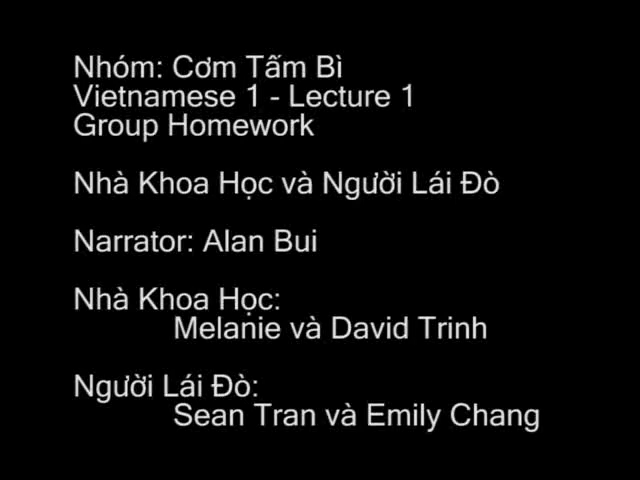 Nhóm: Cơm Tấm Bì
Vietnamese 1 - Lecture 1
Group Homework
Nhà Khoa Học và Người Lái Đò
Narrator: Alan Bui
Nhà Khoa Học:
Melanie và David Trinh
Người Lái Đò:
Sean Tran và Emily Chang